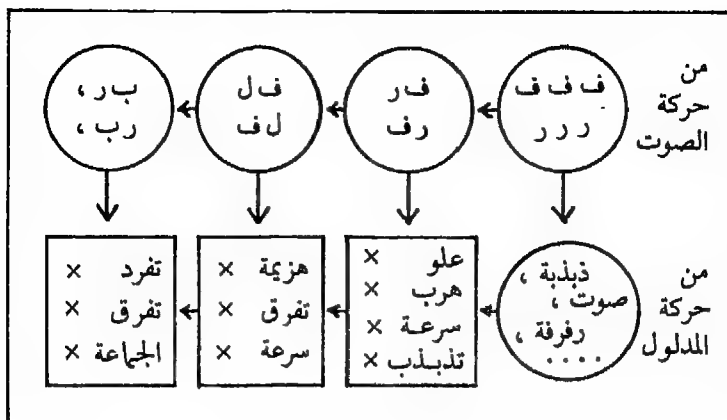 من
حركة
الصوت
ف ف ف
ر ر ر
ف ر
ر ف
ف ل
ل ف
ب ر ،
ر ب ،
من
حركة
المدلول
ذبذبة ،
صوت ،
رفرفة ،
....
علو ×
هرب ×
سرعة ×
تذبذب ×
هزيمة ×
تفرق ×
سرعة ×
تفرد ×
تفرق ×
الجماعة ×